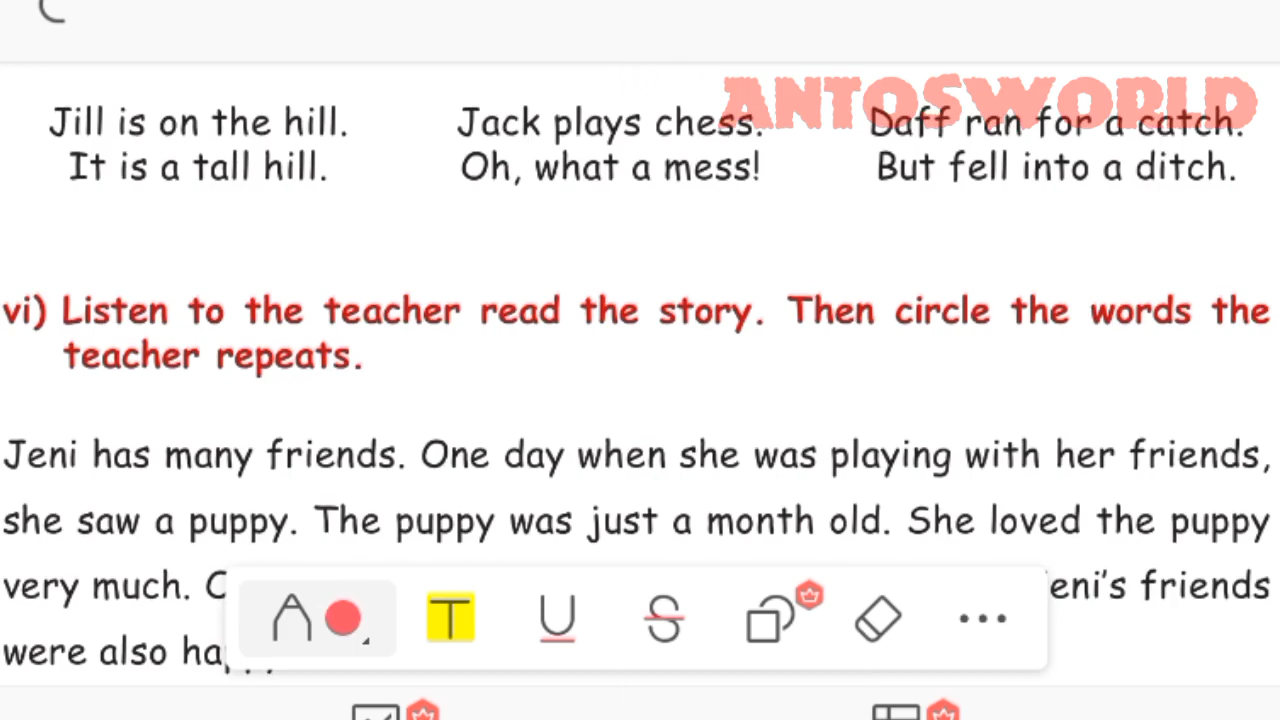 ANTOSWORLD
Jill is on the hill. Jack plays chess. Daff ran for a catch.
It is a tall hill. Oh, what a mess! But fell into a ditch.
vi) Listen to the teacher read the story. Then circle the words the
teacher repeats.
Jeni has many friends. One day when she was playing with her friends,
she saw a puppy. The puppy was just a month old. She loved the puppy
very much. friends
were also
T U S